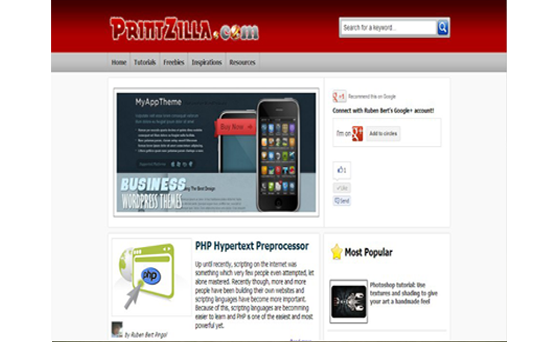 PRINTZILLA.com
Search for a keyword...
Home Tutorials Freebies Inspirations Resources
MyAppTheme
Buy Now
BUSINESS
WORDPRESS THEMES
+1 Recommend this on Google
Connect with Ruben Bert's Google+ account!
I'm on g+ Add to circles
1
Like
Send
php
PHP Hypertext Preprocessor
Up until recently, scripting on the internet was
something which very few people even attempted, let
alone mastered. Recently though, more and more
people have been building their own websites and
scripting languages have become more important.
Because of this, scripting languages are becomming
easier to learn and PHP is one of the easiest and most
powerful yet.
by Ruben Bert Pingol
Most Popular
Photoshop tutorial: Use
textures and shading to give
your art a handmade feel